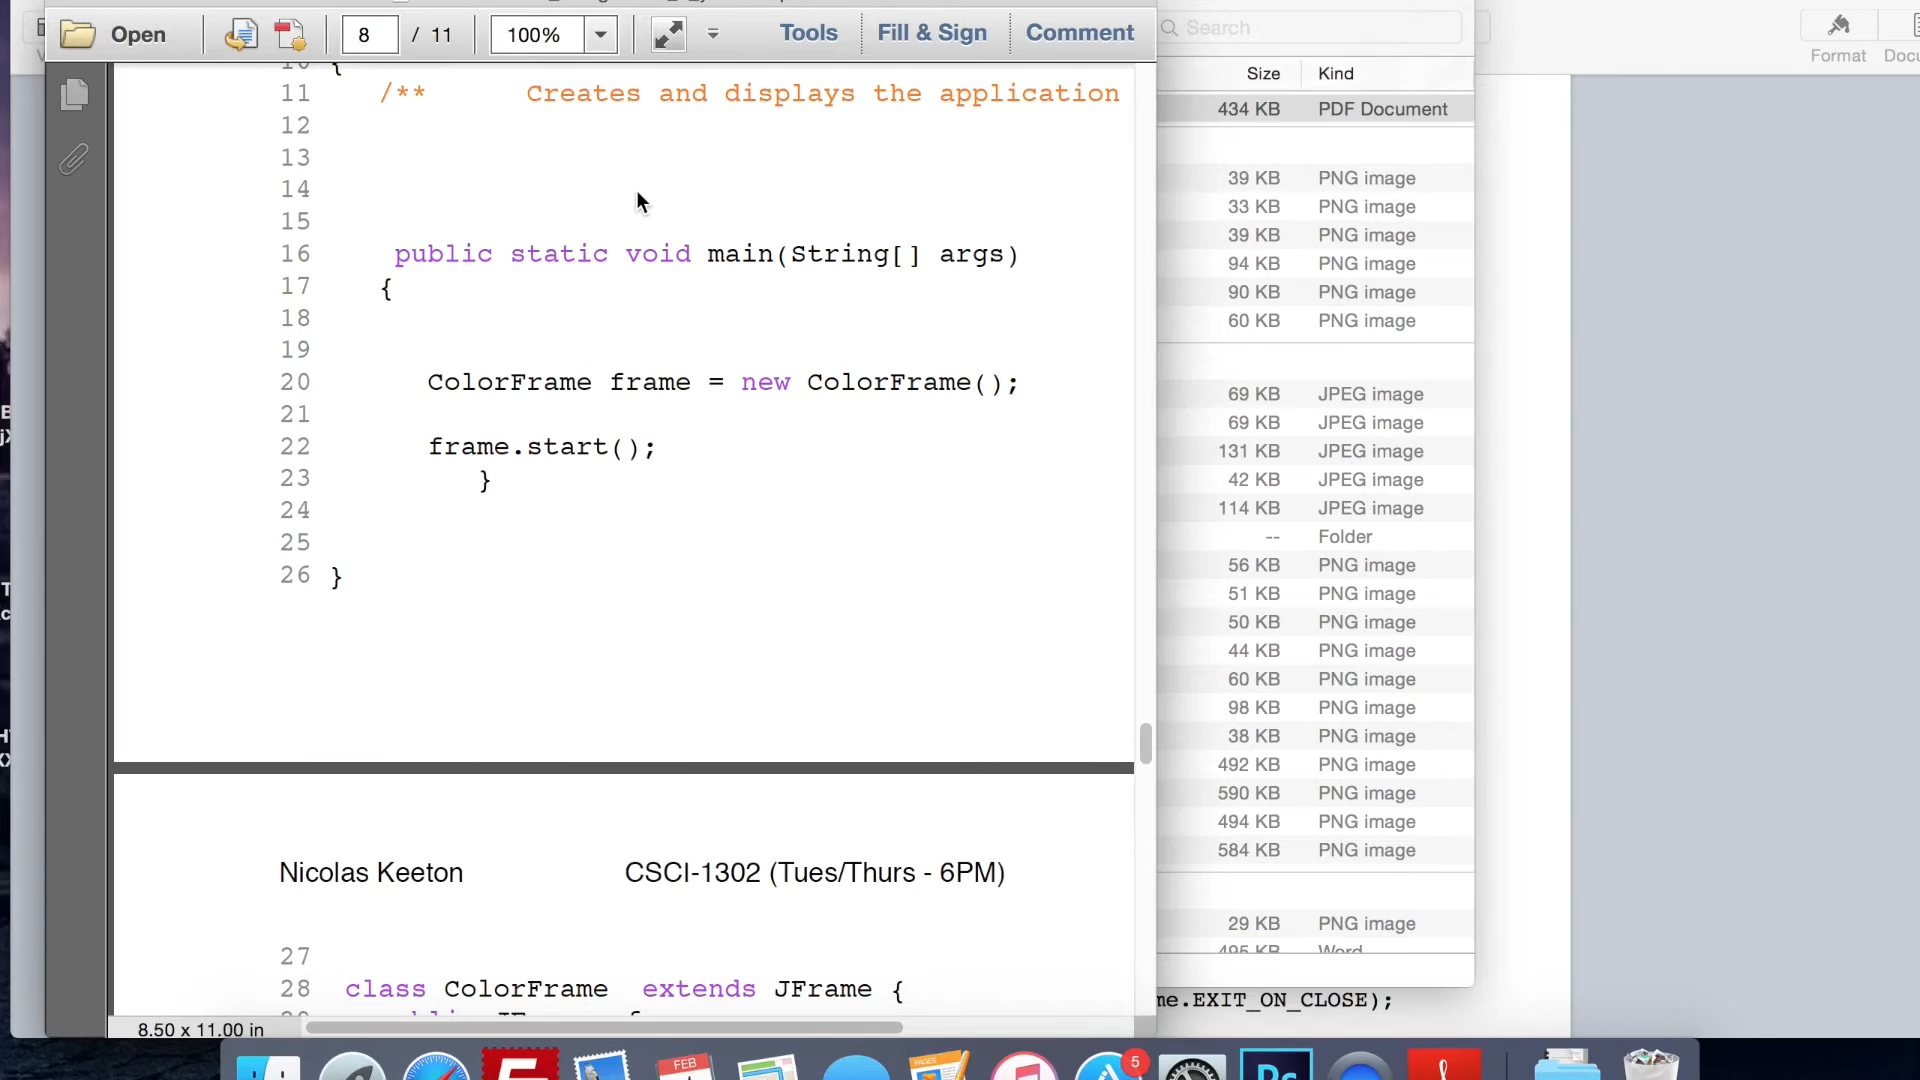 Open
8
/ 11
100%
Tools
Fill & Sign
Comment
Search
Format
Size
Kind
10 {
11 /** Creates and displays the application
12
13
14
15
16 public static void main(String[] args)
17 {
18
19
20 ColorFrame frame = new ColorFrame();
21
22 frame.start();
23 }
24
25
26 }
Nicolas Keeton CSCI-1302 (Tues/Thurs - 6PM)
27
28 class ColorFrame extends JFrame {
8.50 x 11.00 in
434 KB PDF Document
39 KB PNG image
33 KB PNG image
39 KB PNG image
94 KB PNG image
90 KB PNG image
60 KB PNG image
69 KB JPEG image
69 KB JPEG image
131 KB JPEG image
42 KB JPEG image
114 KB JPEG image
-- Folder
56 KB PNG image
51 KB PNG image
50 KB PNG image
44 KB PNG image
60 KB PNG image
98 KB PNG image
38 KB PNG image
492 KB PNG image
590 KB PNG image
494 KB PNG image
584 KB PNG image
29 KB PNG image
495 KB Word
me.EXIT_ON_CLOSE);
FEB
PAGES
5
Ps